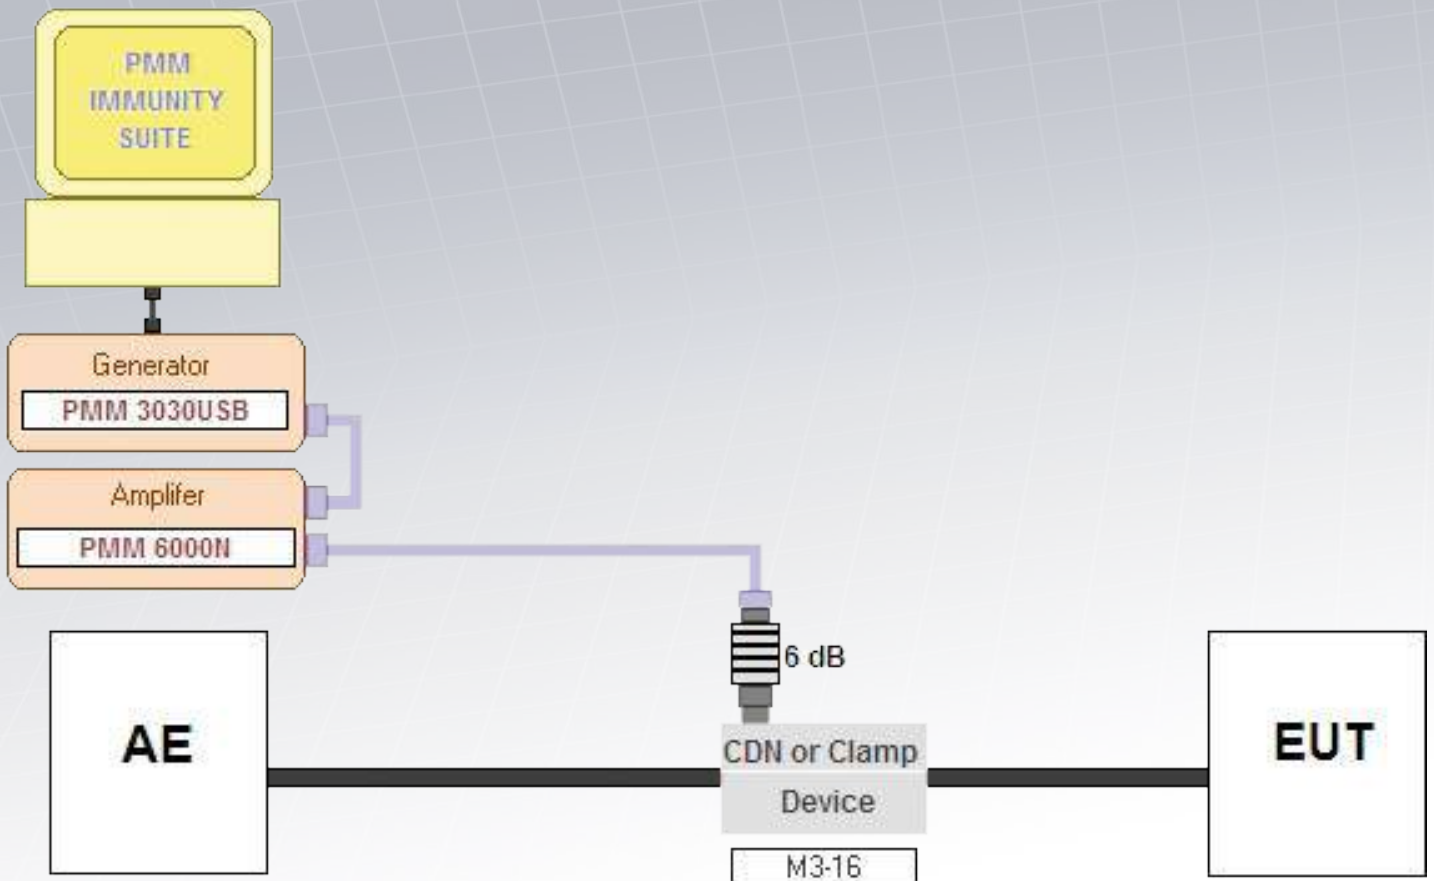 PMM
IMMUNITY
SUITE
Generator
PMM 3030USB
Amplifer
PMM 6000N
6 dB
AE
CDN or Clamp
Device
EUT
M3-16